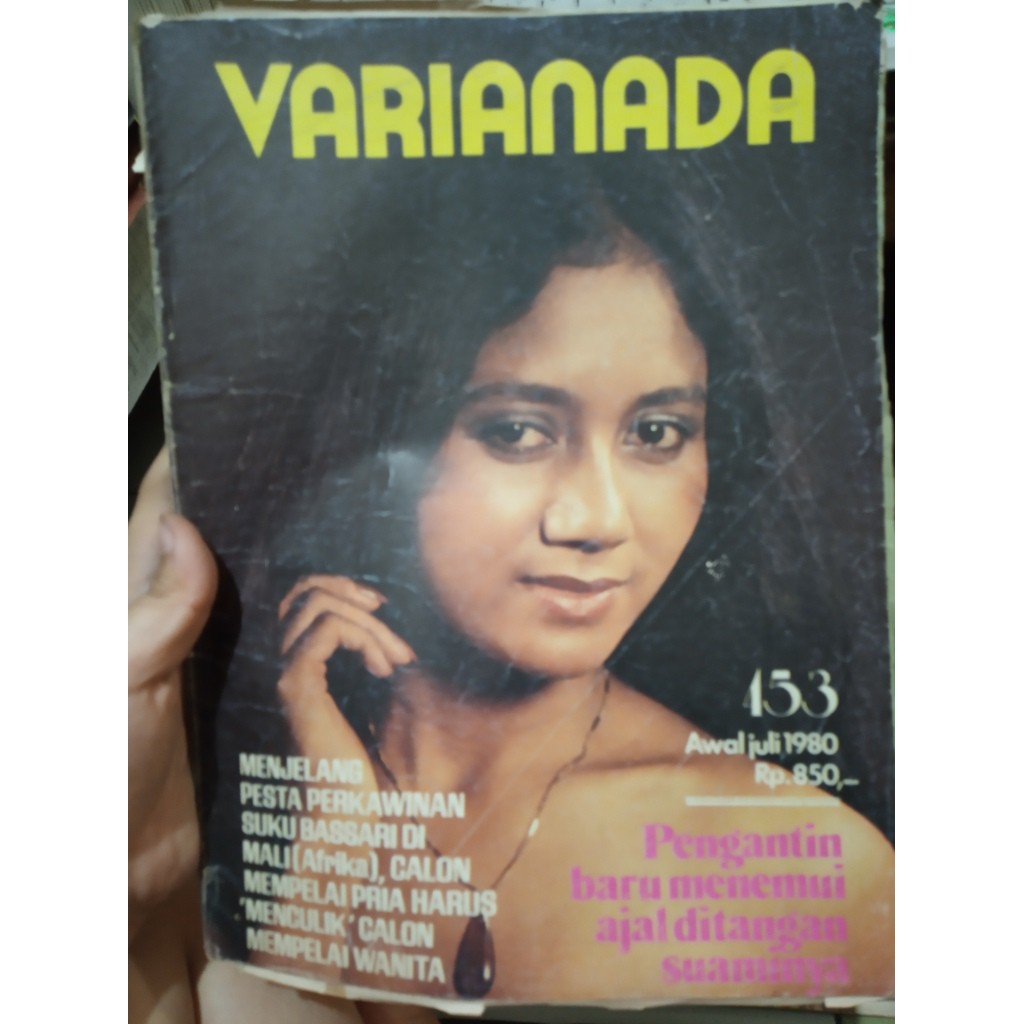 VARIANADA
153
Awal juli 1980
Rp. 850,-
MENJELANG
PESTA PERKAWINAN
SUKU BASSARI DI
MALI (Afrika), CALON
MEMPELAI PRIA HARUS
'MENCULIK' CALON
MEMPELAI WANITA
Pengantin
baru menemui
ajal ditangan
suaminya